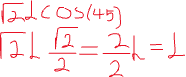 √2 L cos(45)
√2 L √2/2 = 2/2 L = L